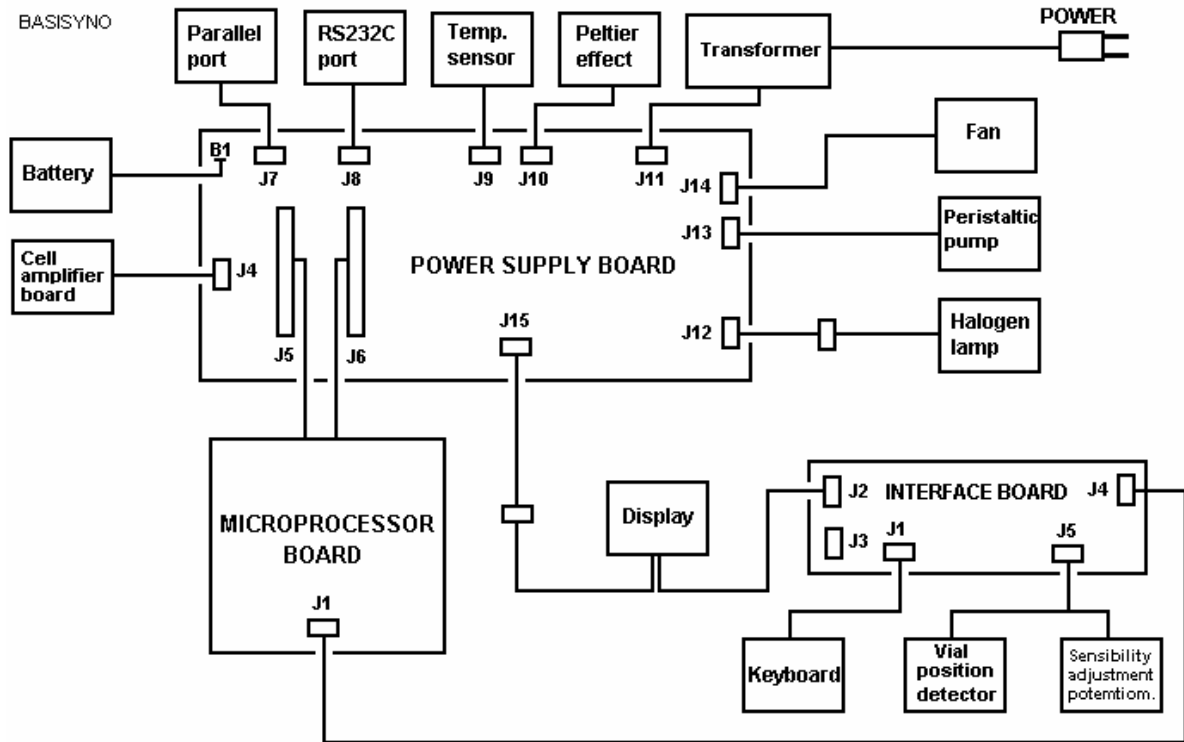 BASISYNO
Parallel
port
RS232C
port
Temp.
sensor
Peltier
effect
Transformer
POWER
Battery
B1
J7
J8
J9
J10
J11
J14
Fan
J13
Peristaltic
pump
Cell
amplifier
board
J4
POWER SUPPLY BOARD
J5
J6
J15
J12
Halogen
lamp
MICROPROCESSOR
BOARD
J1
Display
J2
INTERFACE BOARD
J4
J3
J1
J5
Keyboard
Vial
position
detector
Sensibility
adjustment
potemtiom.